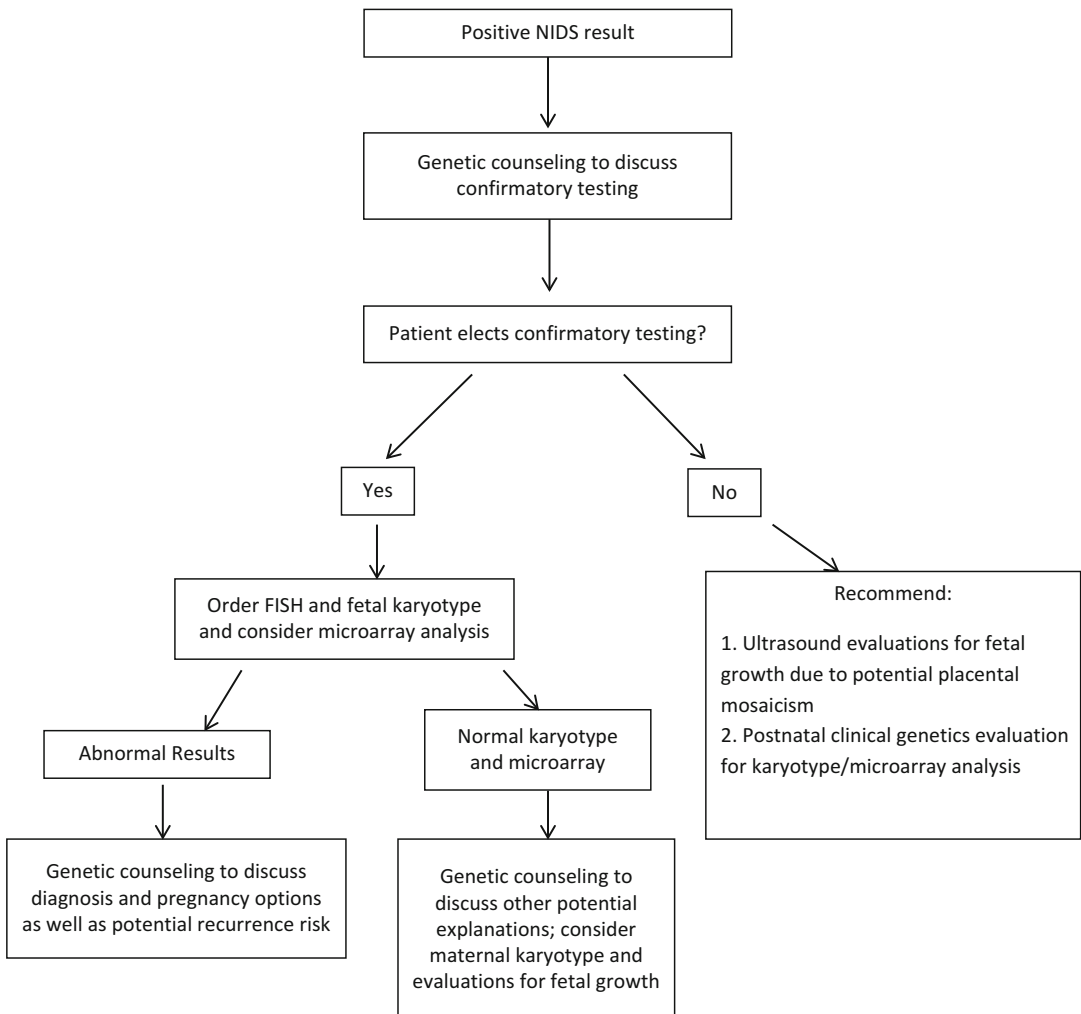 Positive NIDS result
Genetic counseling to discuss
confirmatory testing
Patient elects confirmatory testing?
Yes
No
Order FISH and fetal karyotype
and consider microarray analysis
Recommend:
1. Ultrasound evaluations for fetal
growth due to potential placental
mosaicism
2. Postnatal clinical genetics evaluation
for karyotype/microarray analysis
Abnormal Results
Normal karyotype
and microarray
Genetic counseling to discuss
diagnosis and pregnancy options
as well as potential recurrence risk
Genetic counseling to
discuss other potential
explanations; consider
maternal karyotype and
evaluations for fetal growth